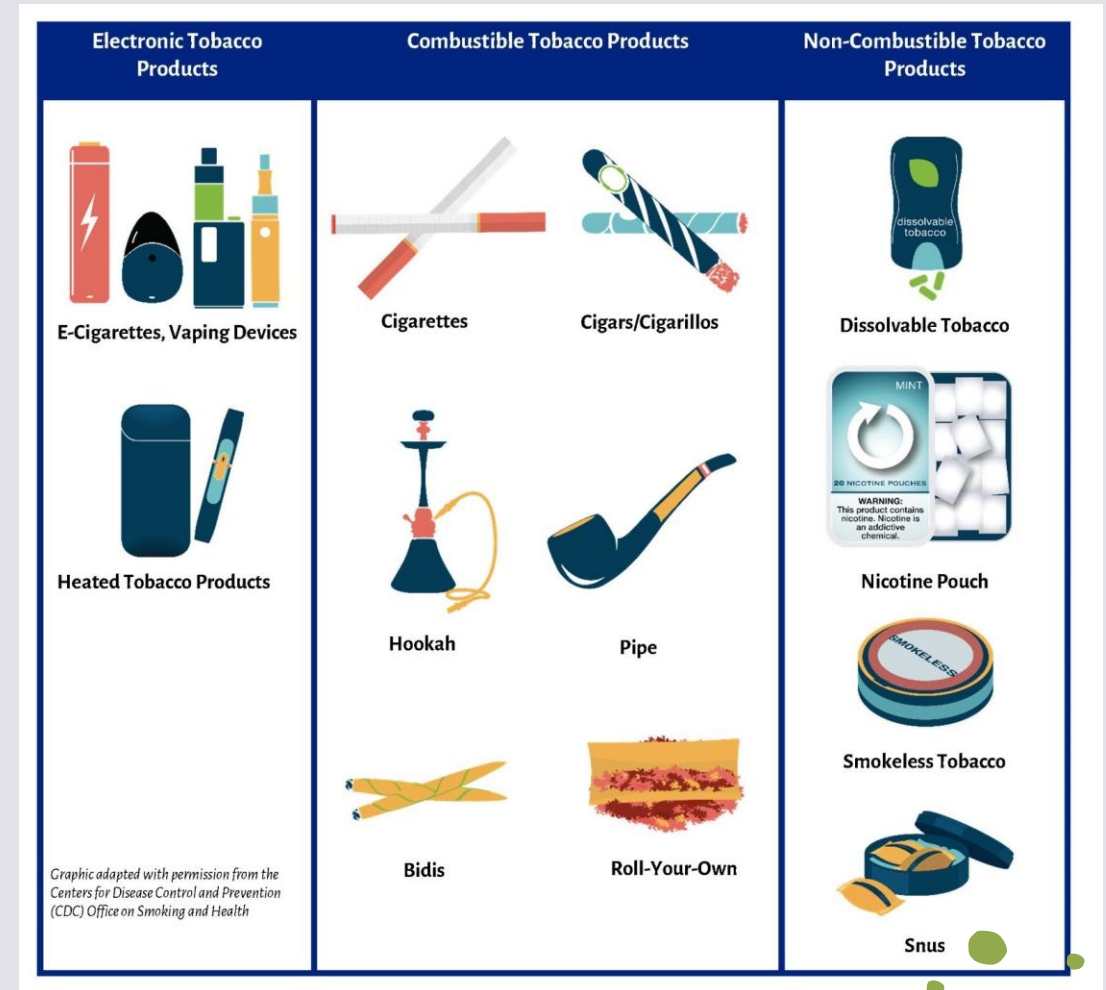 Electronic Tobacco
Products
Combustible Tobacco Products
Non-Combustible Tobacco
Products
E-Cigarettes, Vaping Devices
Heated Tobacco Products
Graphic adapted with permission from the
Centers for Disease Control and Prevention
(CDC) Office on Smoking and Health
Cigarettes
Cigars/Cigarillos
Hookah
Pipe
Bidis
Roll-Your-Own
dissolvable
tobacco
Dissolvable Tobacco
MINT
20 NICOTINE POUCHES
WARNING:
This product contains
nicotine. Nicotine is
an addictive
chemical.
Nicotine Pouch
SMOKELESS
Smokeless Tobacco
Snus